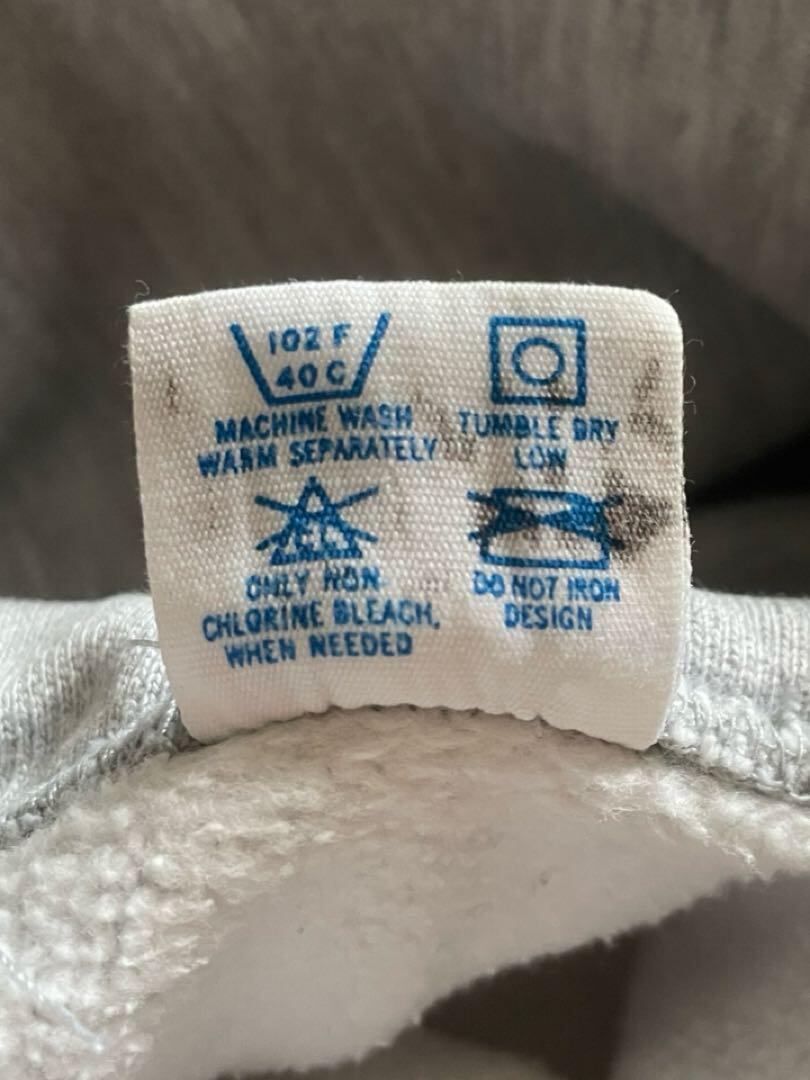 102 F
40 C
MACHINE WASH
WARM SEPARATELY
TUMBLE DRY
LOW
ONLY NON-
CHLORINE BLEACH,
WHEN NEEDED
DO NOT IRON
DESIGN